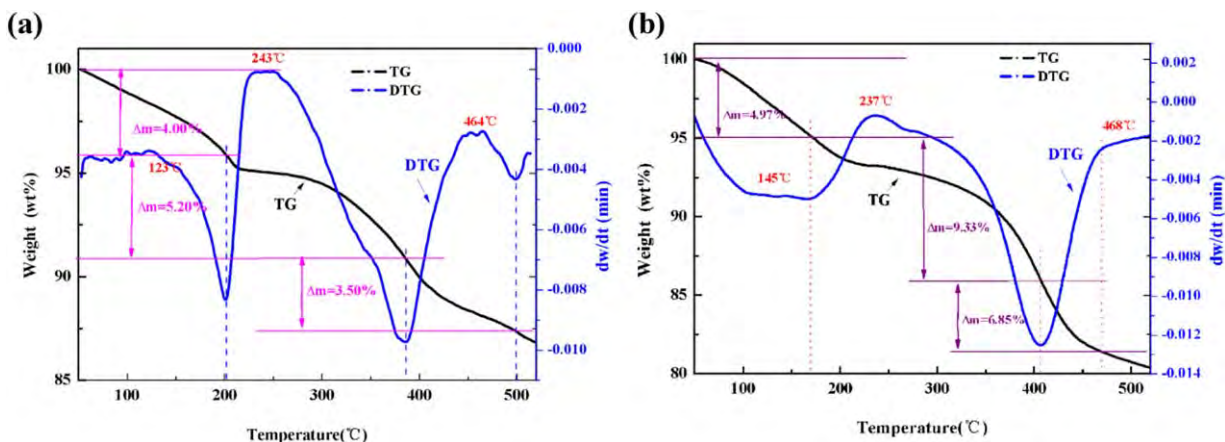 (a)
243℃
TG
DTG
464℃
Δm=4.00%
123℃
DTG
TG
Δm=5.20%
Δm=3.50%
100
95
90
85
Weight (wt%)
100
200
300
400
500
Temperature(℃)
0.000
-0.002
-0.004
-0.006
-0.008
-0.010
dw/dt (min)
(b)
TG
DTG
Δm=4.97%
237℃
468℃
145℃
DTG
TG
Δm=9.33%
Δm=6.85%
100
95
90
85
80
Weight (wt%)
100
200
300
400
500
Temperature(℃)
0.002
0.000
-0.002
-0.004
-0.006
-0.008
-0.010
-0.012
-0.014
dw/dt (min)